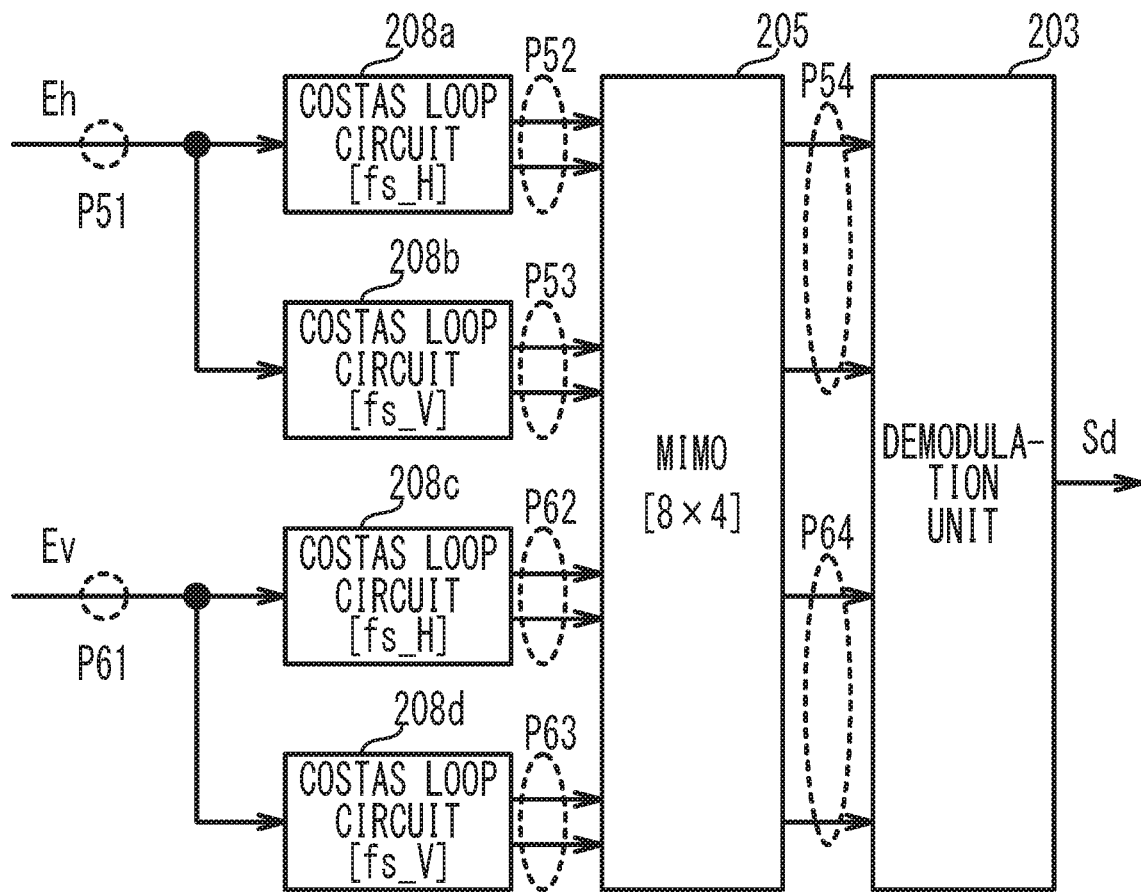 208a
P52
205
203
Eh
COSTAS LOOP
CIRCUIT
[fs_H]
P54
P51
208b
P53
COSTAS LOOP
CIRCUIT
[fs_V]
MIMO
[8×4]
DEMODULA-
TION
UNIT
Sd
208c
P62
P64
Ev
COSTAS LOOP
CIRCUIT
[fs_H]
P61
208d
P63
COSTAS LOOP
CIRCUIT
[fs_V]